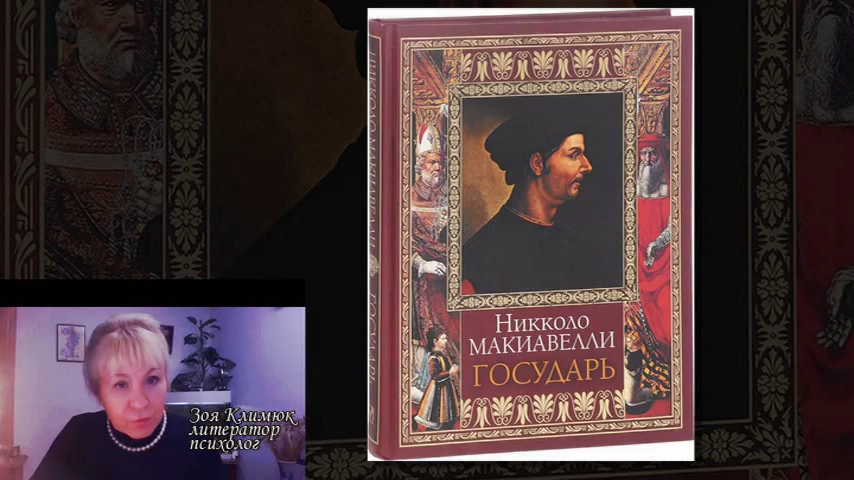 НИККОЛО МАКИАВЕЛЛИ
ГОСУДАРЬ
Никколо
МАКИАВЕЛЛИ
ГОСУДАРЬ
Зоя Климюк
литератор
психолог